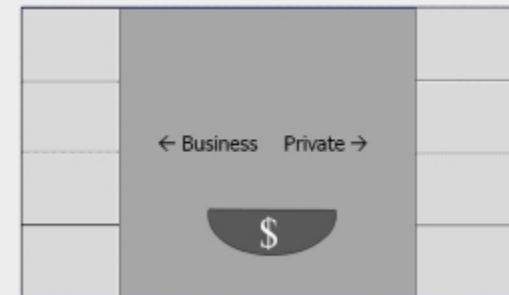 ← Business Private →
$